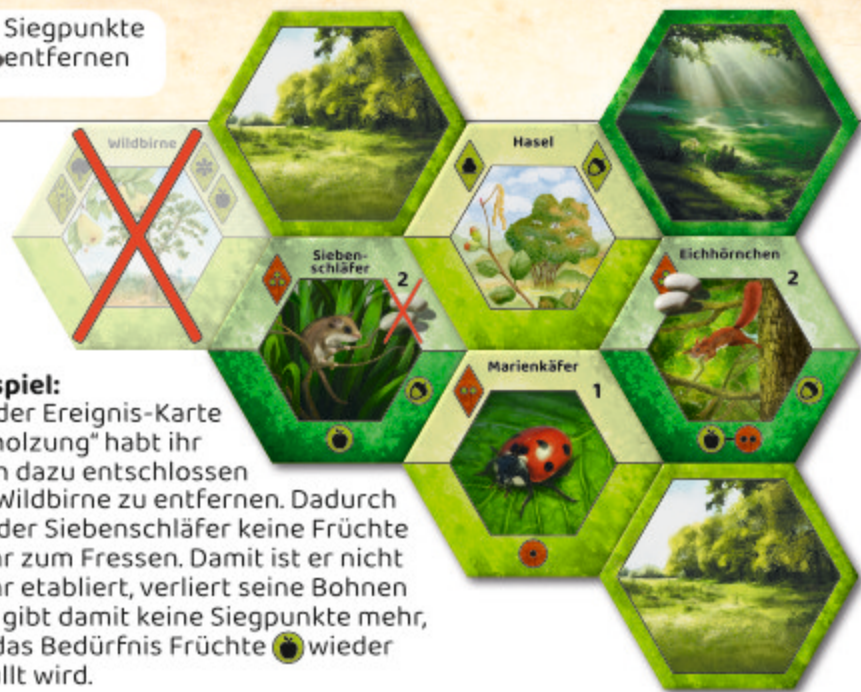 Siegpunkte
entfernen
Wildbirne
Hasel
Sieben-
schläfer
2
Eichhörnchen
2
Marienkäfer
1
spiel:
der Ereignis-Karte
holzung“ habt ihr
dazu entschlossen
Wildbirne zu entfernen. Dadurch
der Siebenschläfer keine Früchte
zum Fressen. Damit ist er nicht
etabliert, verliert seine Bohnen
gibt damit keine Siegpunkte mehr,
das Bedürfnis Früchte wieder
llt wird.